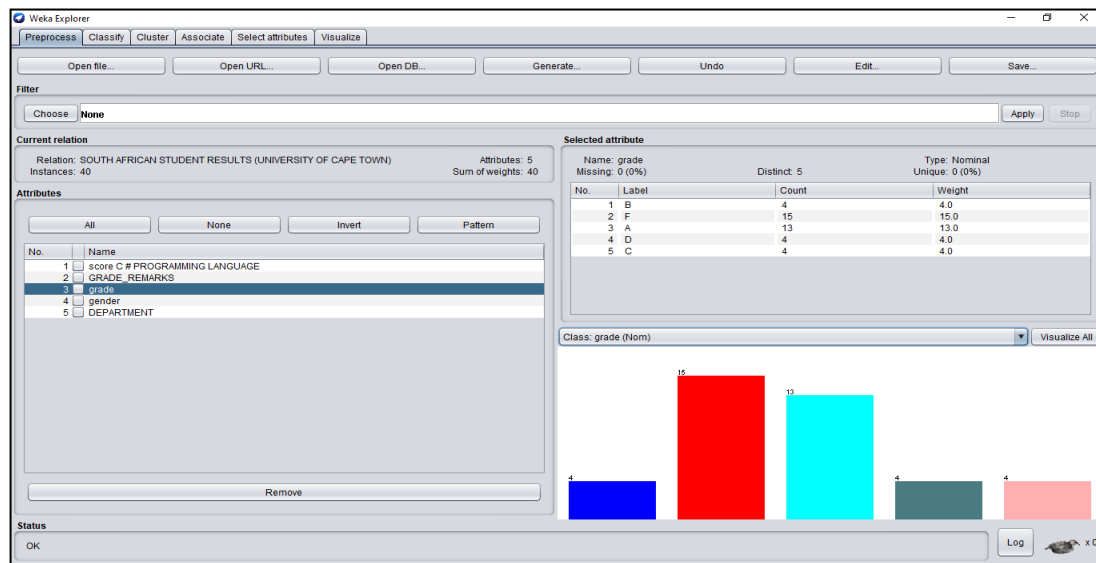 Weka Explorer
Preprocess Classify Cluster Associate Select attributes Visualize
Open file... Open URL... Open DB... Generate... Undo Edit... Save...
Filter
Choose None Apply Stop
Current relation
Relation: SOUTH AFRICAN STUDENT RESULTS (UNIVERSITY OF CAPE TOWN) Attributes: 5
Instances: 40 Sum of weights: 40
Attributes
All None Invert Pattern
No. Name
1 score C # PROGRAMMING LANGUAGE
2 GRADE_REMARKS
3 grade
4 gender
5 DEPARTMENT
Remove
Selected attribute
Name: grade Type: Nominal
Missing: 0 (0%) Distinct: 5 Unique: 0 (0%)
No. Label Count Weight
1 B 4 4.0
2 F 15 15.0
3 A 13 13.0
4 D 4 4.0
5 C 4 4.0
Class: grade (Nom) Visualize All
4 15 13 4 4
Status
OK Log x 0